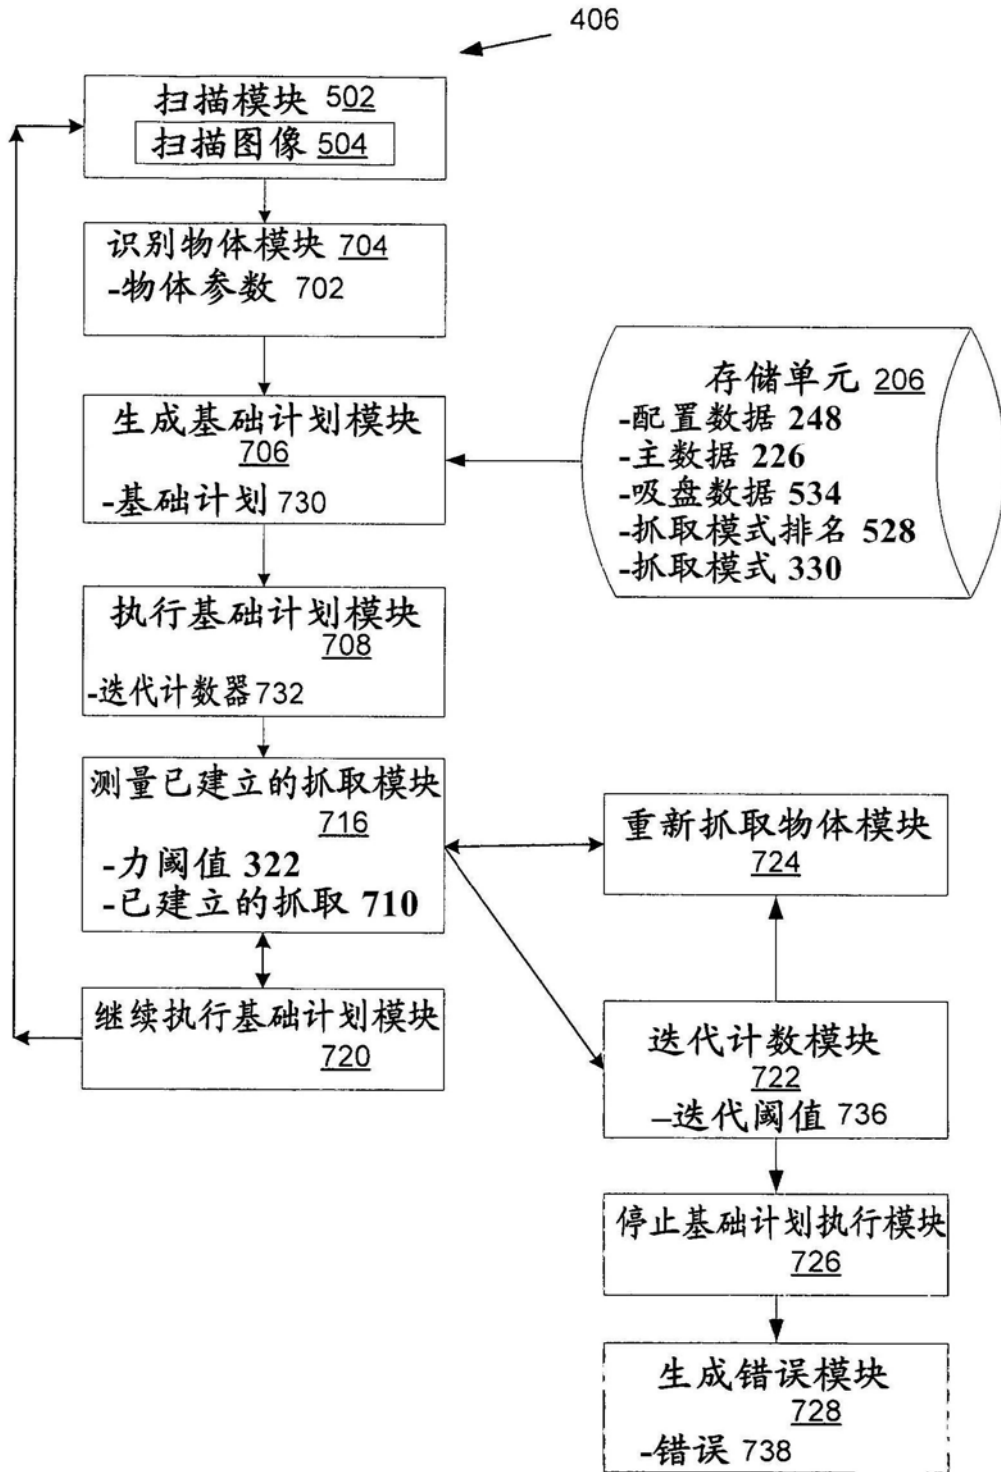 406
扫描模块 502
扫描图像 504
识别物体模块 704
-物体参数 702
生成基础计划模块
706
-基础计划 730
存储单元 206
-配置数据 248
-主数据 226
-吸盘数据 534
-抓取模式排名 528
-抓取模式 330
执行基础计划模块
708
-迭代计数器 732
测量已建立的抓取模块
716
-力阈值 322
-已建立的抓取 710
重新抓取物体模块
724
继续执行基础计划模块
720
迭代计数模块
722
–迭代阈值 736
停止基础计划执行模块
726
生成错误模块
728
-错误 738